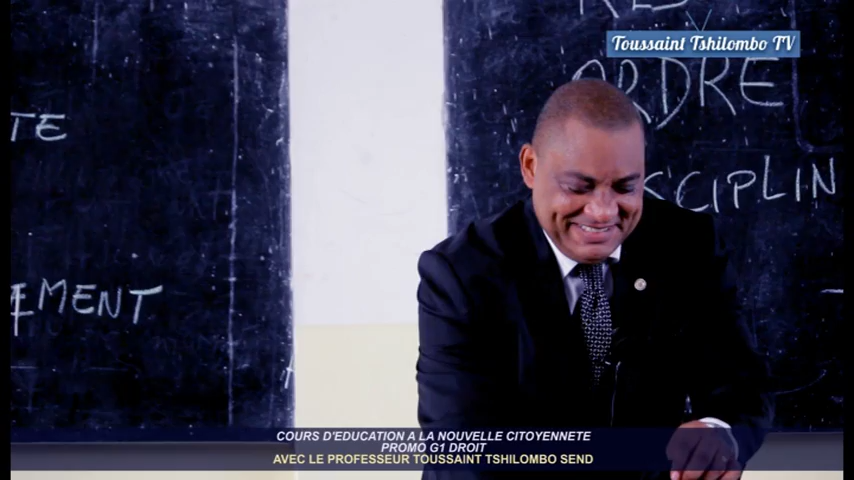 Toussaint Tshilombo TV
ORDRE
TE
EMENT
COURS D'EDUCATION A LA NOUVELLE CITOYENNETE
PROMO G1 DROIT
AVEC LE PROFESSEUR TOUSSAINT TSHILOMBO SEND